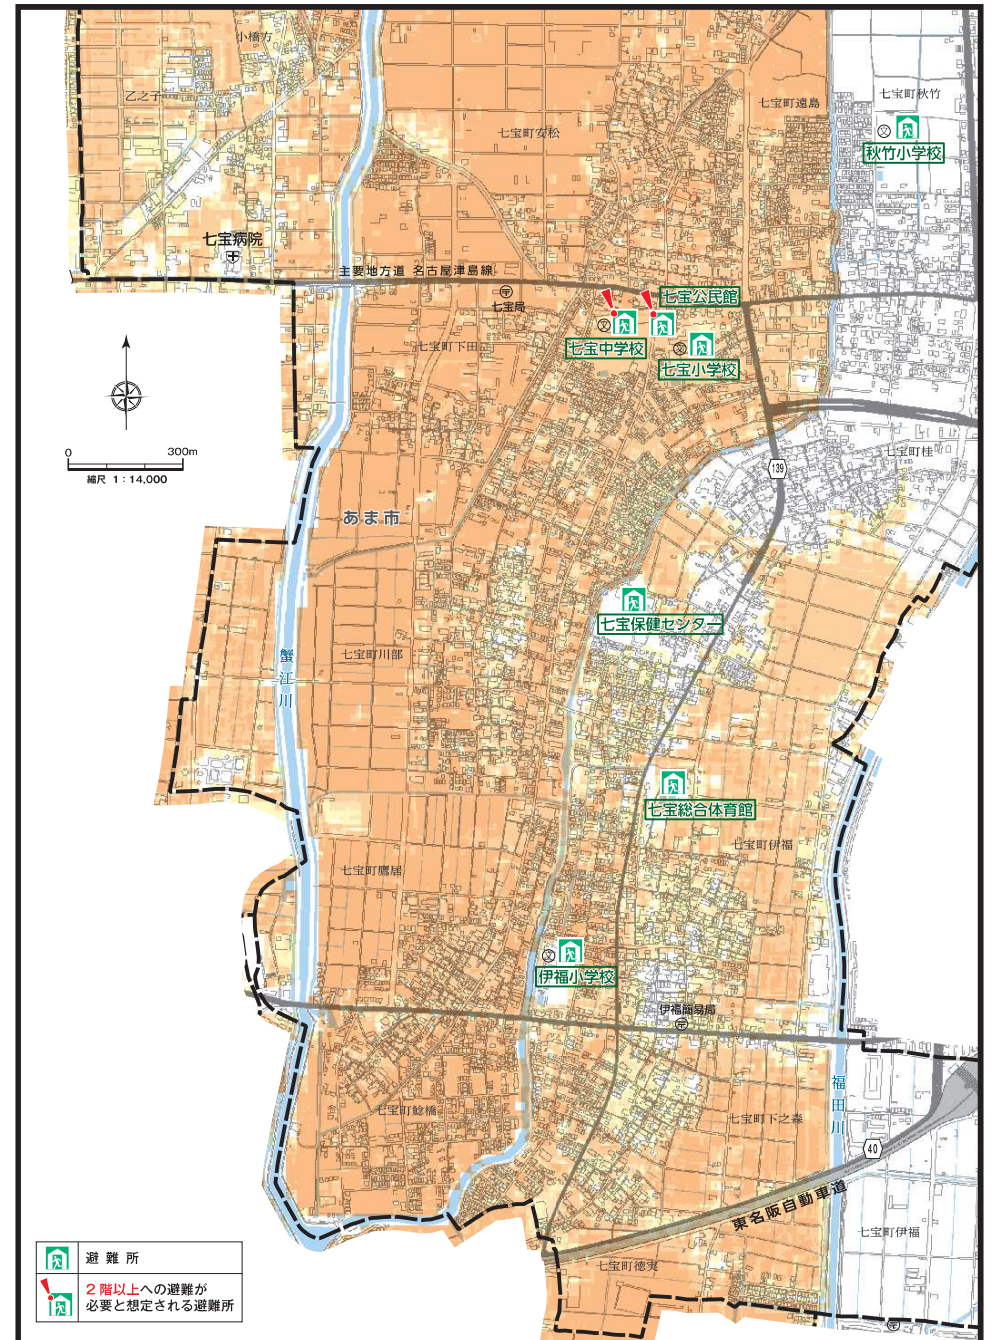 小橋方
乙之子
七宝町安松
七宝町遠島
七宝町秋竹
秋竹小学校
七宝病院
主要地方道 名古屋津島線
七宝局
七宝公民館
七宝中学校
七宝小学校
七宝町下田
0
300m
縮尺 1：14,000
七宝町桂
139
あま市
七宝保健センター
七宝町川部
蟹江川
七宝総合体育館
七宝町伊福
七宝町鷹居
伊福小学校
伊福簡易局
七宝町鯰橋
七宝町下之森
福田川
40
東名阪自動車道
七宝町伊福
七宝町徳実
避難所
２階以上への避難が
必要と想定される避難所